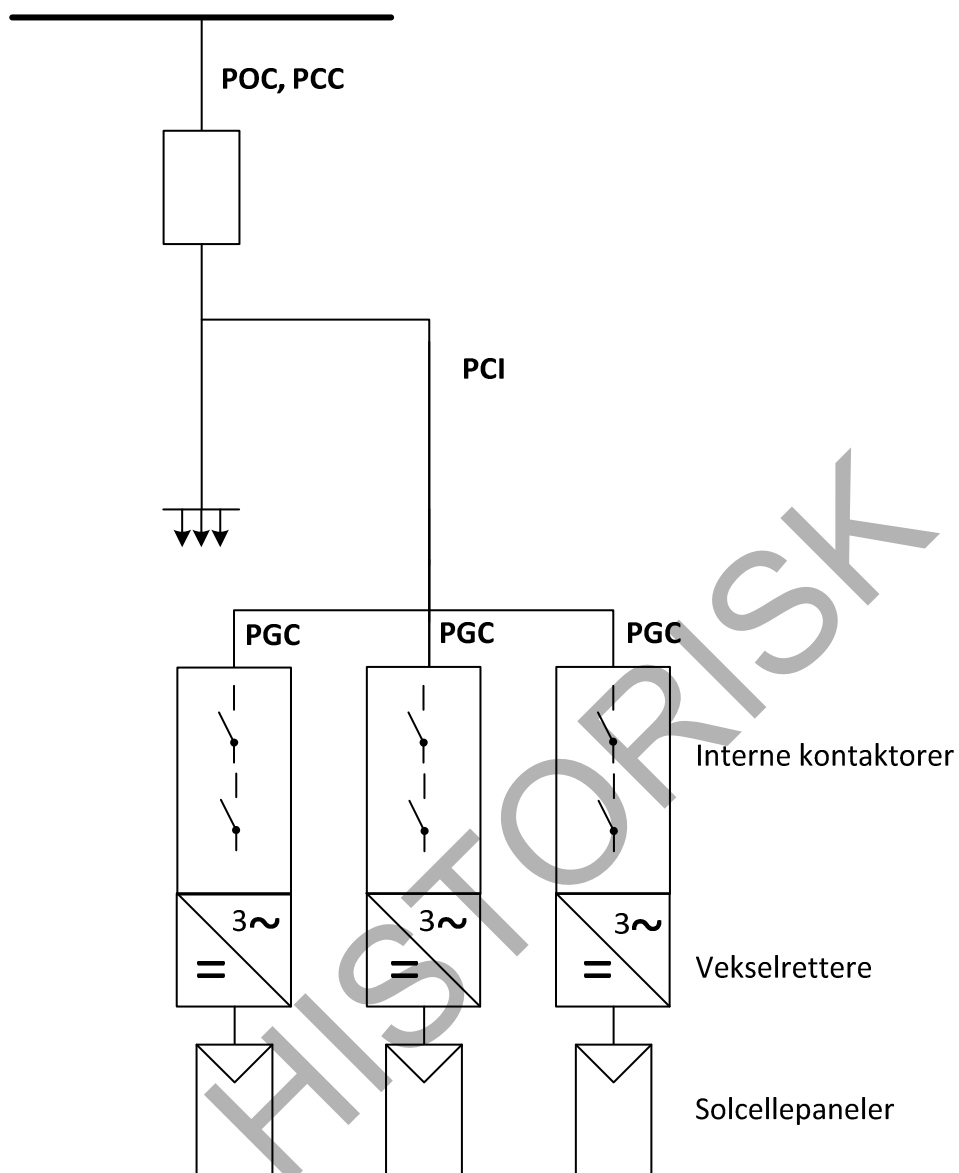 POC, PCC
PCI
PGC
PGC
PGC
Interne kontaktorer
3~
=
3~
=
3~
=
Vekselrettere
Solcellepaneler
HISTORISK